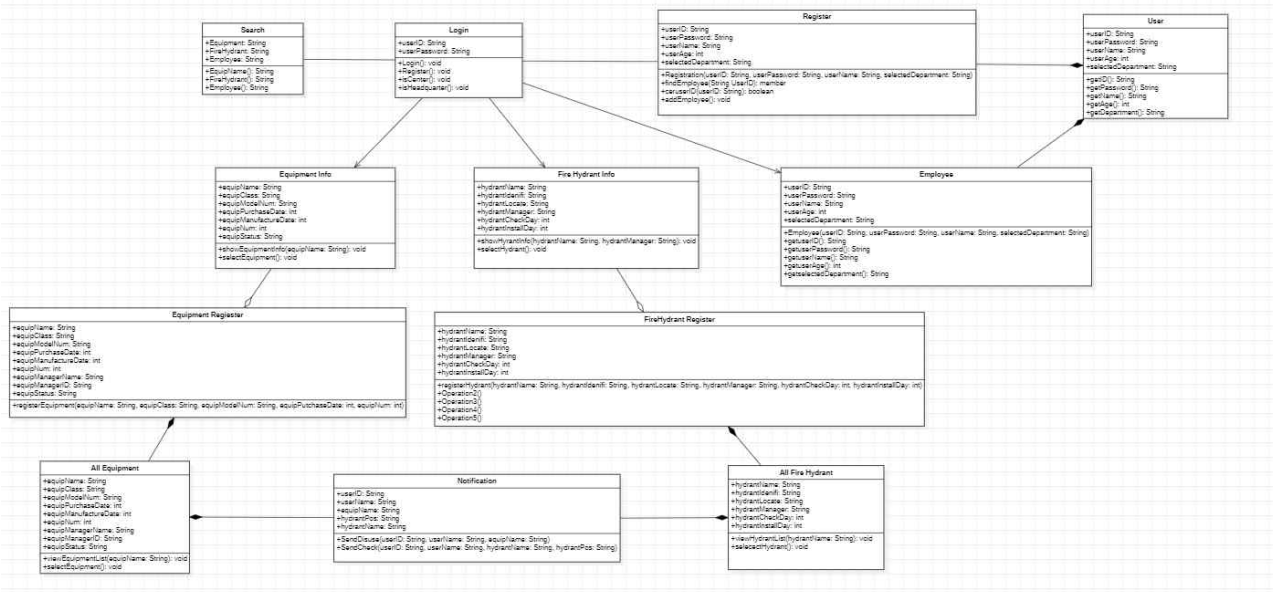 Search
+Equipment: String
+FireHydrant: String
+Employee: String
+EquipName(): String
+FireHydrant(): String
+Employee(): String
Login
+userID: String
+userPassword: String
+Login(): void
+Register(): void
+isCenter(): void
+isHeadquarter(): void
Register
+userID: String
+userPassword: String
+userName: String
+userAge: int
+selectedDepartment: String
+Registration(userID: String, userPassword: String, userName: String, selectedDepartment: String)
+findEmployee(String UserID): member
+ceruserID(userID: String): boolean
+addEmployee(): void
User
+userID: String
+userPassword: String
+userName: String
+userAge: int
+selectedDepartment: String
+getID(): String
+getPassword(): String
+getName(): String
+getAge(): int
+getDepartment(): String
Equipment Info
+equipName: String
+equipClass: String
+equipModelNum: String
+equipPurchaseDate: int
+equipManufactureDate: int
+equipNum: int
+equipStatus: String
+showEquipmentInfo(equipName: String): void
+selectEquipment(): void
Fire Hydrant Info
+hydrantName: String
+hydrantIdenifi: String
+hydrantLocate: String
+hydrantManager: String
+hydrantCheckDay: int
+hydrantInstallDay: int
+showHyrantInfo(hydrantName: String, hydrantManager: String): void
+selectHydrant(): void
Employee
+userID: String
+userPassword: String
+userName: String
+userAge: int
+selectedDepartment: String
+Employee(userID: String, userPassword: String, userName: String, selectedDepartment: String)
+getuserID(): String
+getuserPassword(): String
+getuserName(): String
+getuserAge(): int
+getselectedDepartment(): String
Equipment Regiester
+equipName: String
+equipClass: String
+equipModelNum: String
+equipPurchaseDate: int
+equipManufactureDate: int
+equipNum: int
+equipManagerName: String
+equipManagerID: String
+equipStatus: String
+registerEquipment(equipName: String, equipClass: String, equipModelNum: String, equipPutchaseDate: int, equipNum: int)
FireHydrant Register
+hydrantName: String
+hydrantIdenifi: String
+hydrantLocate: String
+hydrantManager: String
+hydrantCheckDay: int
+hydrantInstallDay: int
+registerHydrant(hydrantName: String, hydrantIdenifi: String, hydrantLocate: String, hydrantManager: String, hydrantCheckDay: int, hydrantInstallDay: int)
+Operation2()
+Operation3()
+Operation4()
+Operation5()
All Equipment
+equipName: String
+equipClass: String
+equipModelNum: String
+equipPurchaseDate: int
+equipManufactureDate: int
+equipNum: int
+equipManagerName: String
+equipManagerID: String
+equipStatus: String
+viewEquipmentList(equipName: String): void
+selectEquipment(): void
Notification
+userID: String
+userName: String
+equipName: String
+hydrantPos: String
+hydrantName: String
+SendDisuse(userID: String, userName: String, equipName: String)
+SendCheck(userID: String, userName: String, hydrantName: String, hydrantPos: String)
All Fire Hydrant
+hydrantName: String
+hydrantIdenifi: String
+hydrantLocate: String
+hydrantManager: String
+hydrantCheckDay: int
+hydrantInstallDay: int
+viewHydrantList(hydrantName: String): void
+selecectHydrant(): void